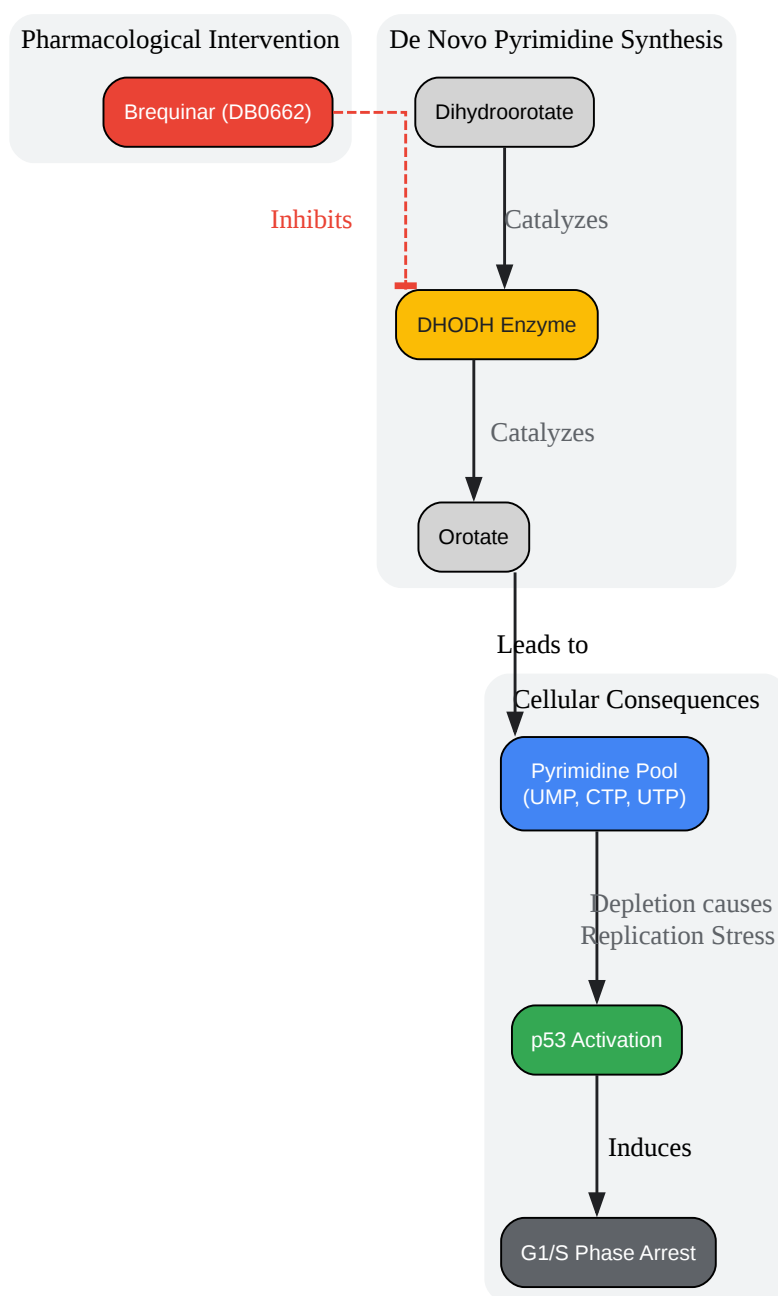 Pharmacological Intervention
De Novo Pyrimidine Synthesis
Brequinar (DB0662)
Dihydroorotate
Inhibits
Catalyzes
DHODH Enzyme
Catalyzes
Orotate
Leads to
Cellular Consequences
Pyrimidine Pool
(UMP, CTP, UTP)
Depletion causes
Replication Stress
p53 Activation
Induces
G1/S Phase Arrest